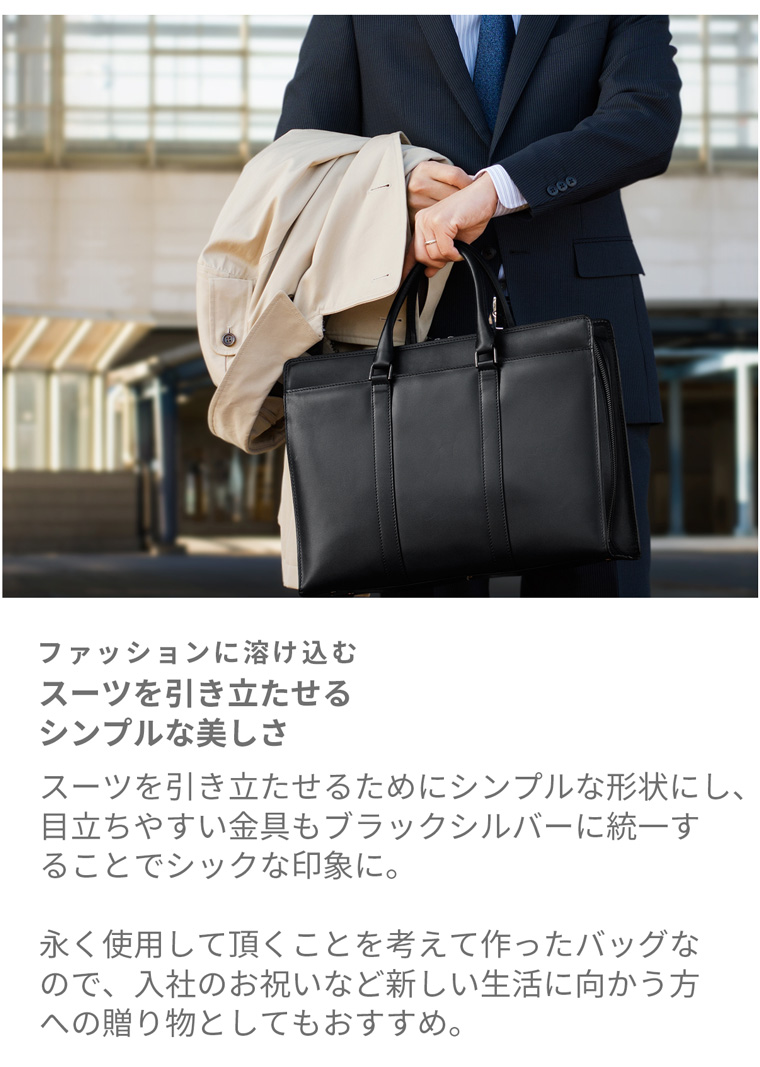 ファッションに溶け込む
スーツを引き立たせる
シンプルな美しさ
スーツを引き立たせるためにシンプルな形状にし、
目立ちやすい金具もブラックシルバーに統一す
ることでシックな印象に。
永く使用して頂くことを考えて作ったバッグな
ので、入社のお祝いなど新しい生活に向かう方
への贈り物としてもおすすめ。